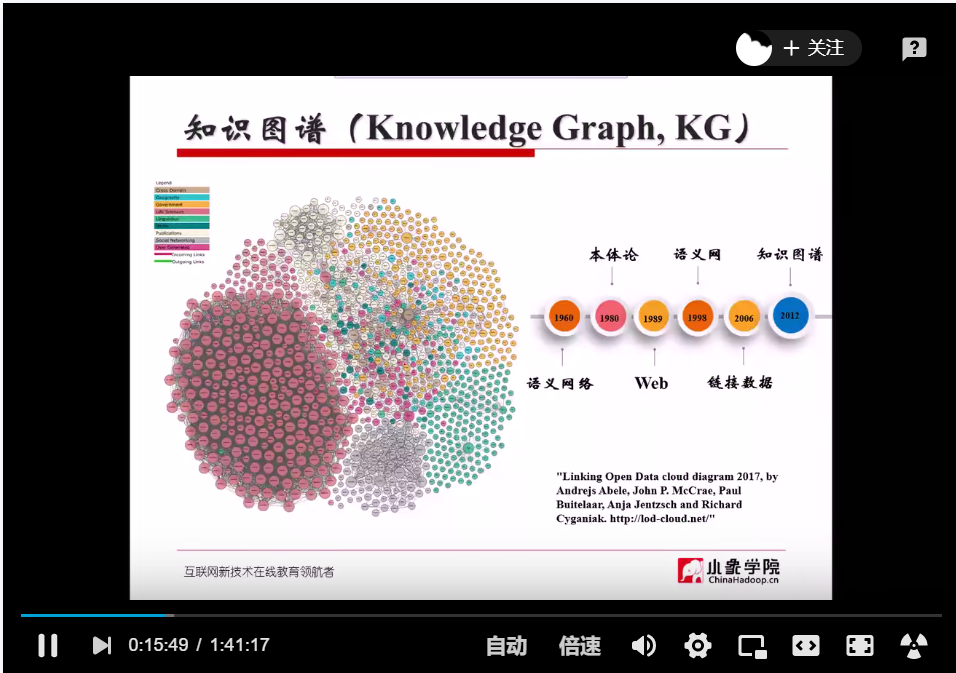 + 关注
?
知识图谱（Knowledge Graph, KG）
Legend
Cross Domain
Geography
Government
Life Sciences
Linguistics
Media
Publications
Social Networking
User Generated
Incoming Links
Outgoing Links
本体论
语义网
知识图谱
1960
1980
1989
1998
2006
2012
语义网络
Web
链接数据
"Linking Open Data cloud diagram 2017, by
Andrejs Abele, John P. McCrae, Paul
Buitelaar, Anja Jentzsch and Richard
Cyganiak. http://lod-cloud.net/"
互联网新技术在线教育领航者
小象学院
ChinaHadoop.cn
0:15:49 / 1:41:17
自动
倍速